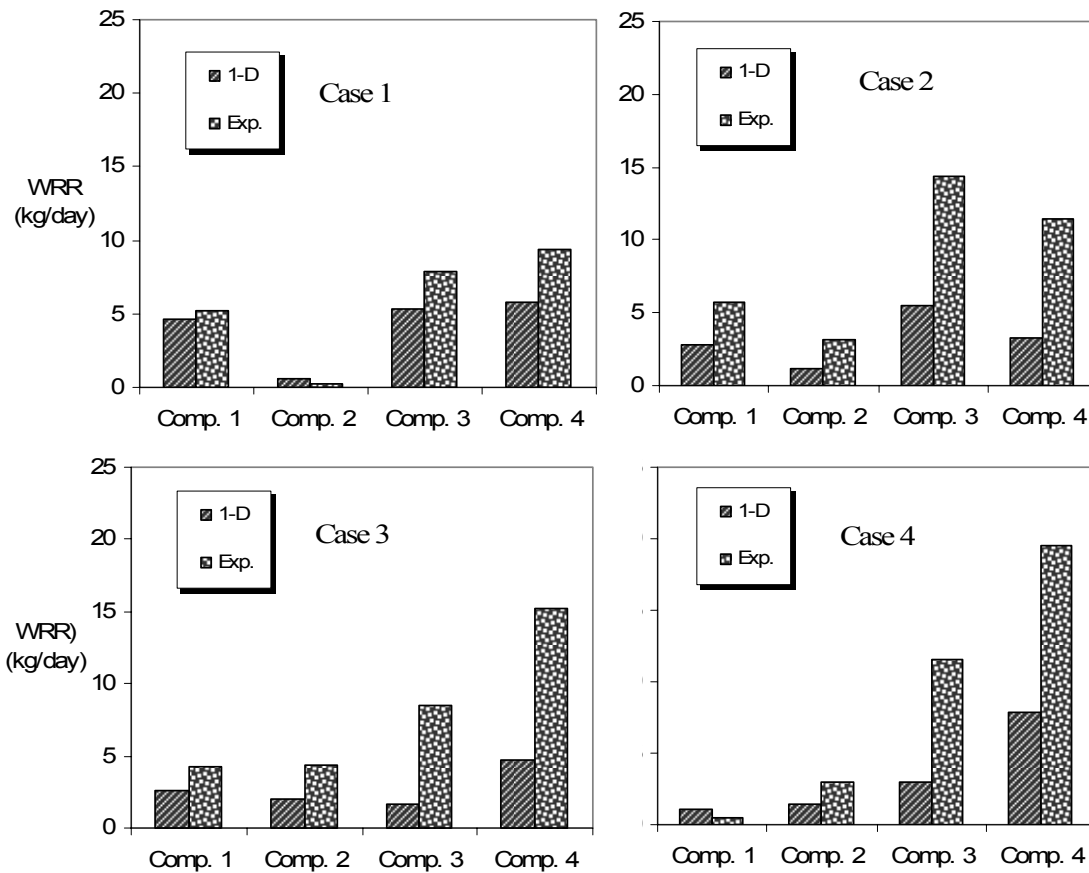 25
20
15
10
5
0
WRR
(kg/day)
1-D
Exp.
Case 1
Comp. 1 Comp. 2 Comp. 3 Comp. 4
25
20
15
10
5
0
1-D
Exp.
Case 2
Comp. 1 Comp. 2 Comp. 3 Comp. 4
25
20
15
10
5
0
WRR)
(kg/day)
1-D
Exp.
Case 3
Comp. 1 Comp. 2 Comp. 3 Comp. 4
1-D
Exp.
Case 4
Comp. 1 Comp. 2 Comp. 3 Comp. 4